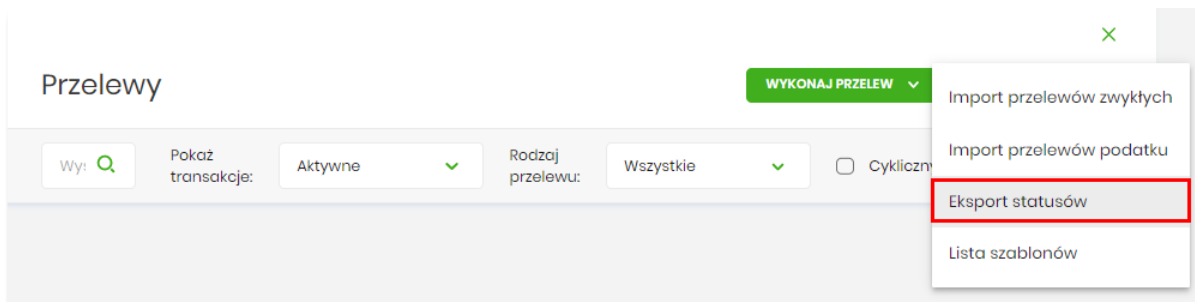 Przelewy
WYKONAJ PRZELEW
Import przelewów zwykłych
Import przelewów podatku
Eksport statusów
Lista szablonów
Pokaż
transakcje:
Aktywne
Rodzaj
przelewu:
Wszystkie